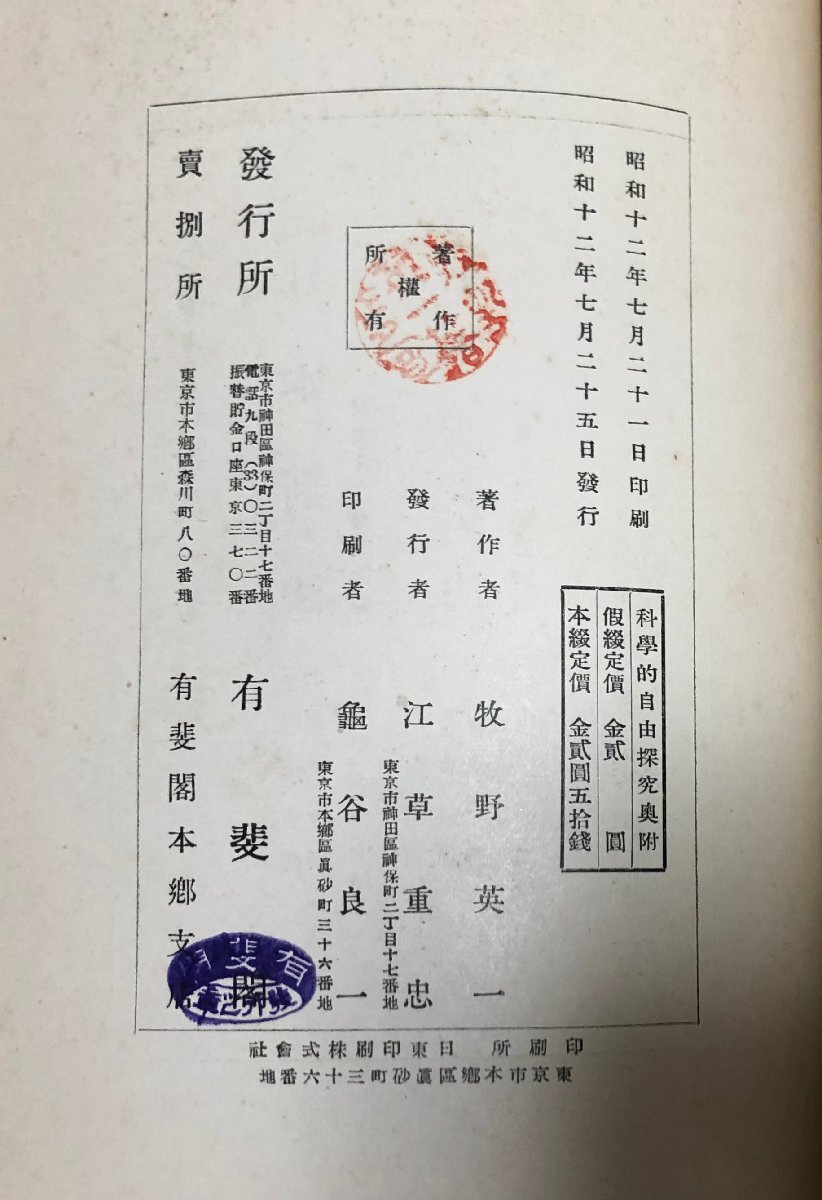 昭和十二年七月二十一日印刷
昭和十二年七月二十五日發行
科學的自由探究奧附
假綴定價 金貳圓
本綴定價 金貳圓五拾錢
著作
權
所有
著作者 牧野英一
發行者 江草重忠
東京市神田區神保町二丁目十七番地
印刷者 龜谷良一
東京市本鄕區眞砂町三十六番地
發行所 有斐閣
東京市神田區神保町二丁目十七番地
電話九段(33)〇三二二番
振替貯金口座東京三七〇番
賣捌所 東京市本鄕區森川町八〇番地 有斐閣本鄕支店
有斐閣
印刷所 日東印刷株式會社
東京市本鄕區眞砂町三十六番地